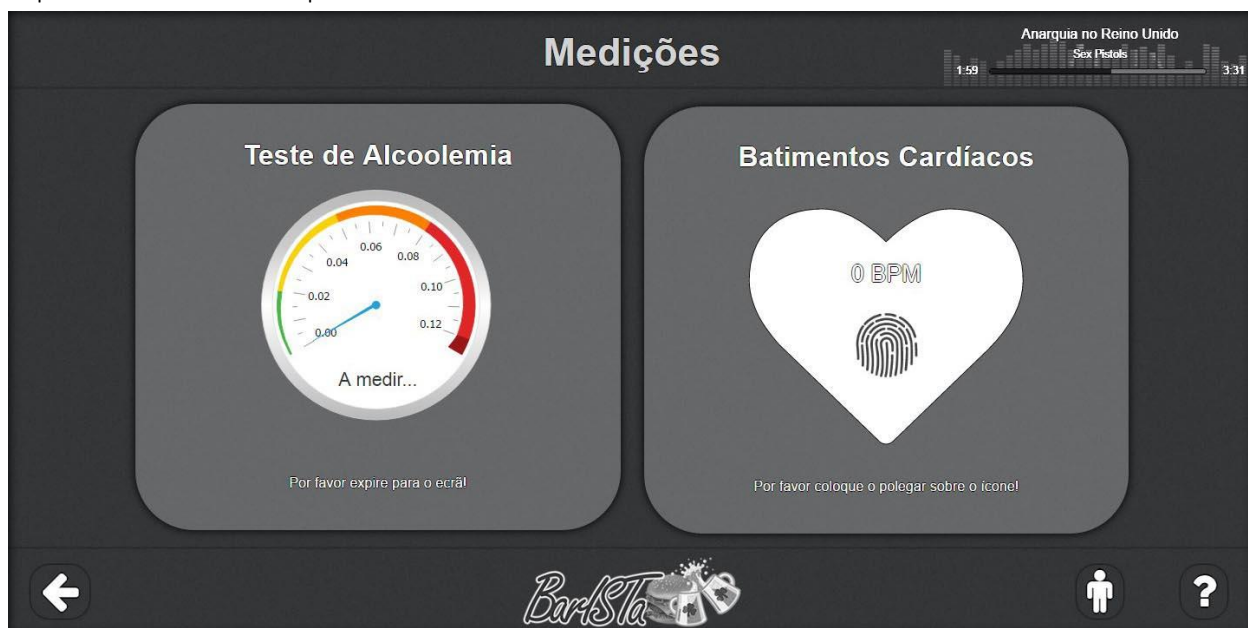 Medições
Anarquia no Reino Unido
Sex Pistols
1:59
3:31
Teste de Alcoolemia
0.00
0.02
0.04
0.06
0.08
0.10
0.12
A medir...
Por favor expire para o ecrã!
Batimentos Cardíacos
0 BPM
Por favor coloque o polegar sobre o ícone!
BarISTa
?